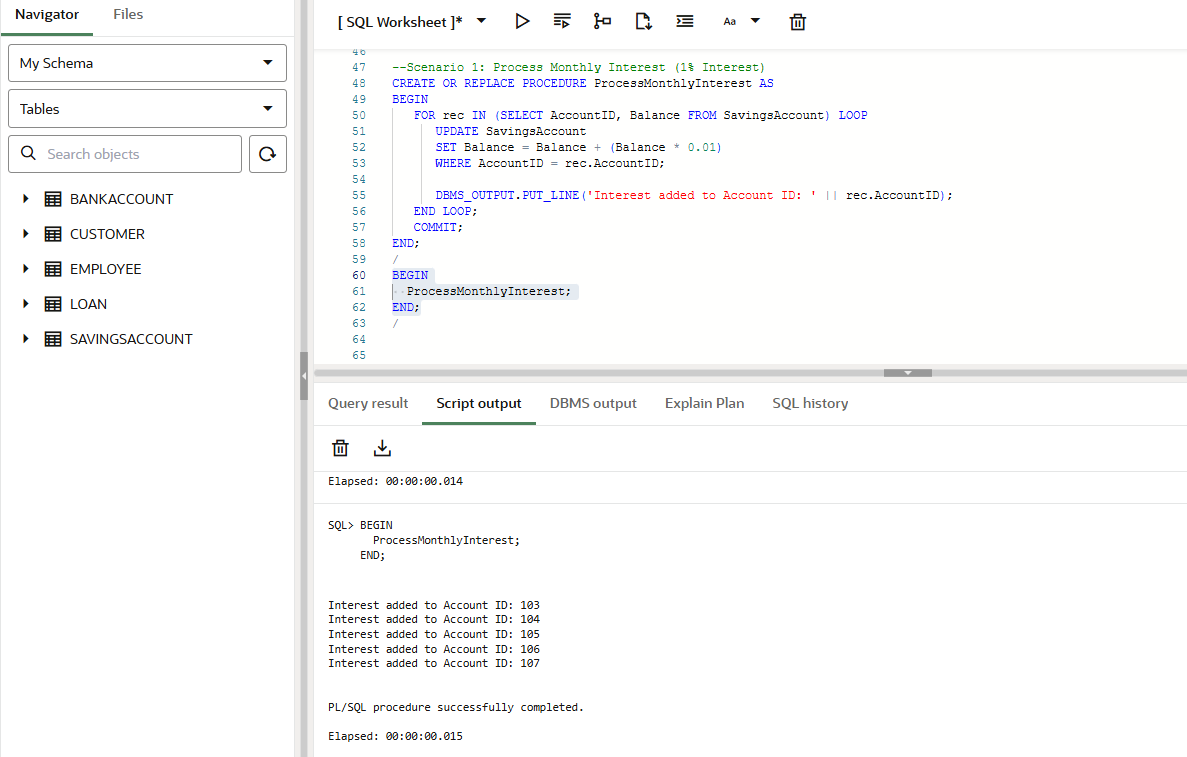 Navigator Files
My Schema
Tables
Search objects
BANKACCOUNT
CUSTOMER
EMPLOYEE
LOAN
SAVINGSACCOUNT
[ SQL Worksheet ]* Aa
46
47 --Scenario 1: Process Monthly Interest (1% Interest)
48 CREATE OR REPLACE PROCEDURE ProcessMonthlyInterest AS
49 BEGIN
50 FOR rec IN (SELECT AccountID, Balance FROM SavingsAccount) LOOP
51 UPDATE SavingsAccount
52 SET Balance = Balance + (Balance * 0.01)
53 WHERE AccountID = rec.AccountID;
54
55 DBMS_OUTPUT.PUT_LINE('Interest added to Account ID: ' || rec.AccountID);
56 END LOOP;
57 COMMIT;
58 END;
59 /
60 BEGIN
61 ProcessMonthlyInterest;
62 END;
63 /
64
65
Query result Script output DBMS output Explain Plan SQL history
Elapsed: 00:00:00.014
SQL> BEGIN
ProcessMonthlyInterest;
END;
Interest added to Account ID: 103
Interest added to Account ID: 104
Interest added to Account ID: 105
Interest added to Account ID: 106
Interest added to Account ID: 107
PL/SQL procedure successfully completed.
Elapsed: 00:00:00.015